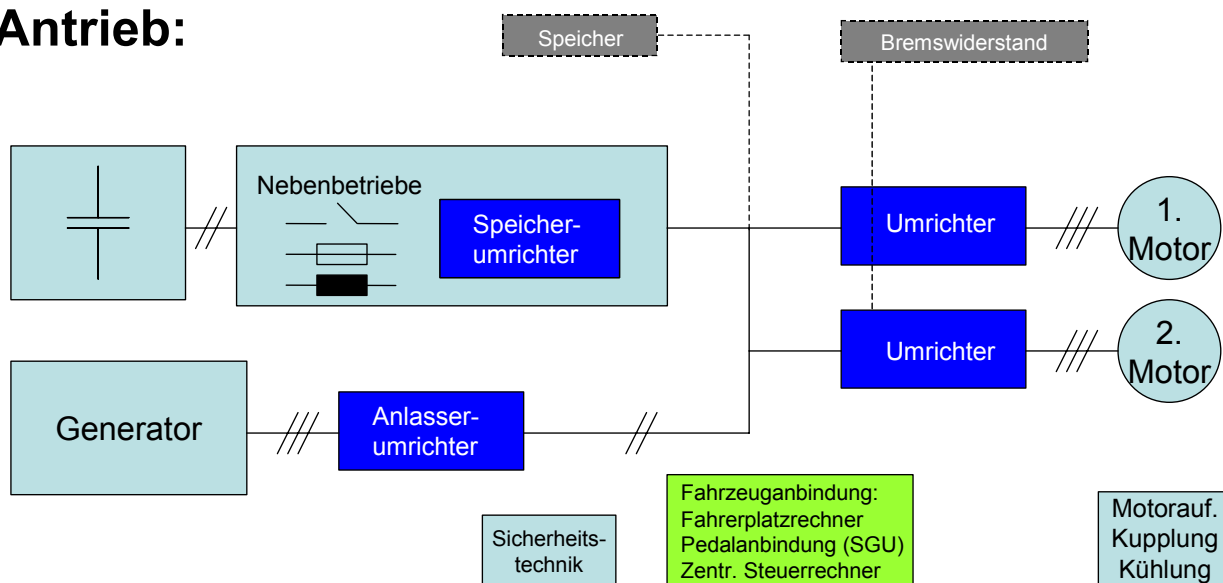 Antrieb:
Speicher
Bremswiderstand
Nebenbetriebe
Speicher-
umrichter
Umrichter
1.
Motor
Umrichter
2.
Motor
Generator
Anlasser-
umrichter
Sicherheits-
technik
Fahrzeuganbindung:
Fahrerplatzrechner
Pedalanbindung (SGU)
Zentr. Steuerrechner
Motorauf.
Kupplung
Kühlung